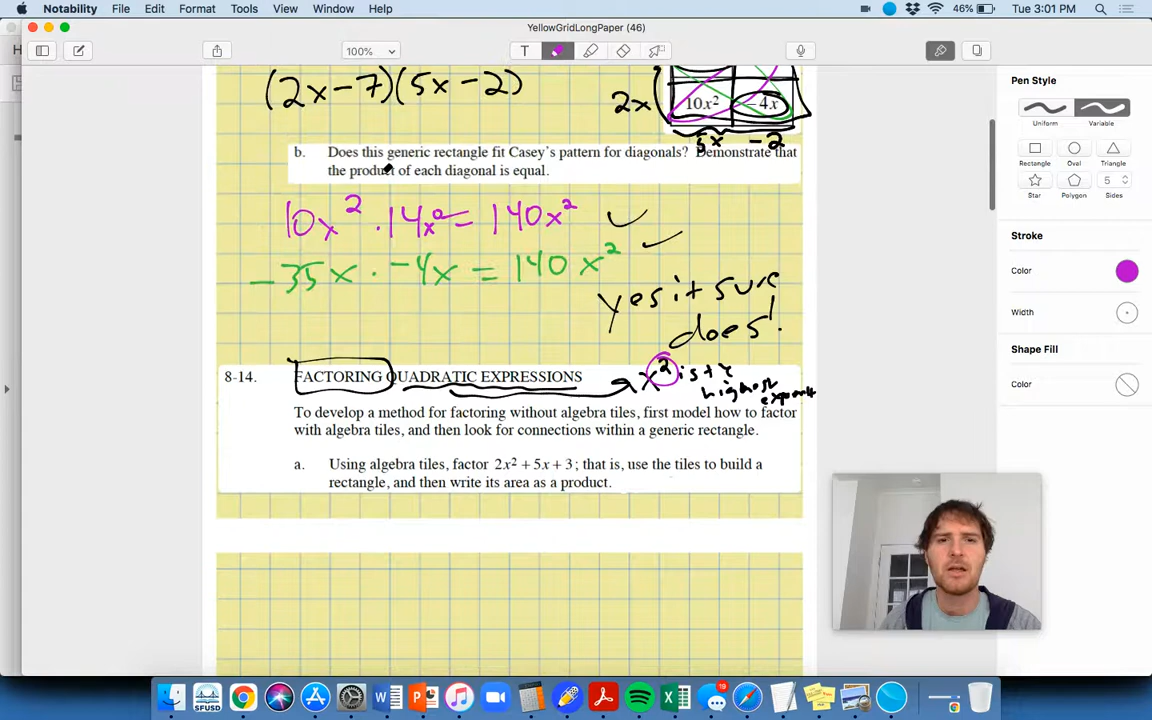 Notability File Edit Format Tools View Window Help 46% Tue 3:01 PM
YellowGridLongPaper (46)
100% T
Pen Style
Uniform Variable
Rectangle Oval Triangle
Star Polygon 5 Sides
Stroke
Color
Width
Shape Fill
Color
(2x-7)(5x-2)
2x 10x² -4x
5x -2
b. Does this generic rectangle fit Casey's pattern for diagonals? Demonstrate that
the product of each diagonal is equal.
10x² · 14x⁰ = 140x² ✓
-35x · -4x = 140x² ✓
yes it sure
does!
8-14. FACTORING QUADRATIC EXPRESSIONS
x² is the
highest
exponent
To develop a method for factoring without algebra tiles, first model how to factor
with algebra tiles, and then look for connections within a generic rectangle.
a. Using algebra tiles, factor 2x² + 5x + 3; that is, use the tiles to build a
rectangle, and then write its area as a product.
SFUSD
19